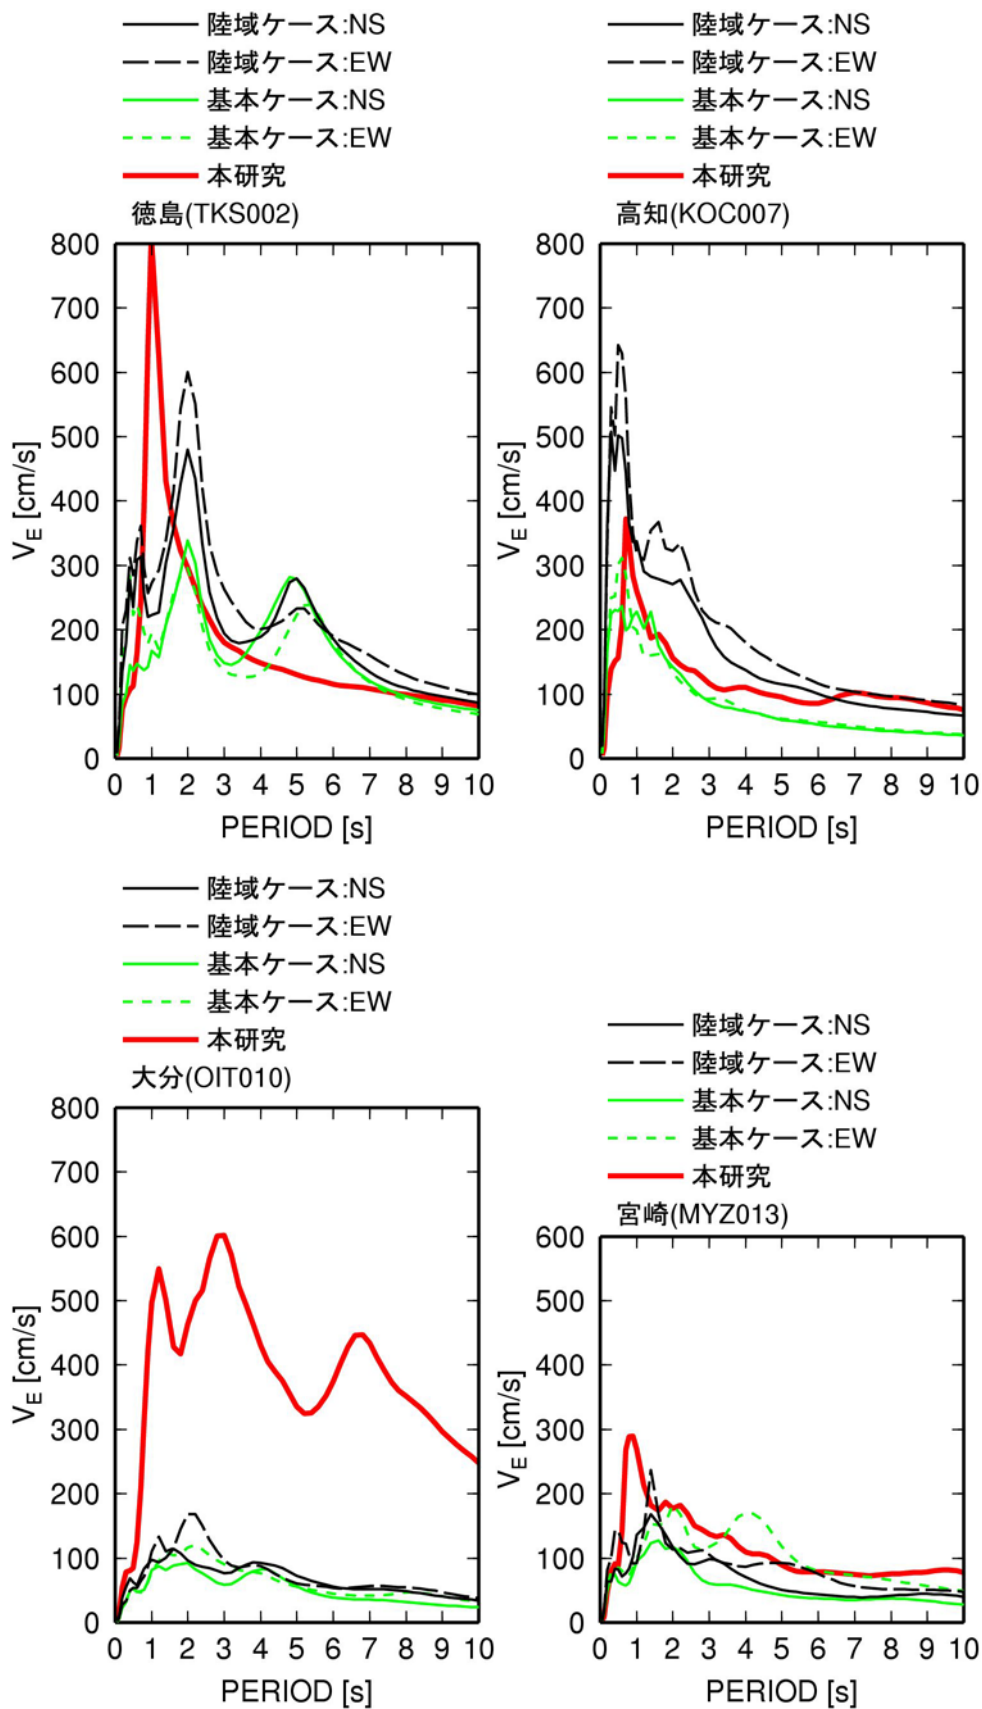 陸域ケース:NS
陸域ケース:EW
基本ケース:NS
基本ケース:EW
本研究
徳島(TKS002)
800
700
600
500
400
300
200
100
0
V_E [cm/s]
0 1 2 3 4 5 6 7 8 9 10
PERIOD [s]
陸域ケース:NS
陸域ケース:EW
基本ケース:NS
基本ケース:EW
本研究
高知(KOC007)
800
700
600
500
400
300
200
100
0
V_E [cm/s]
0 1 2 3 4 5 6 7 8 9 10
PERIOD [s]
陸域ケース:NS
陸域ケース:EW
基本ケース:NS
基本ケース:EW
本研究
大分(OIT010)
800
700
600
500
400
300
200
100
0
V_E [cm/s]
0 1 2 3 4 5 6 7 8 9 10
PERIOD [s]
陸域ケース:NS
陸域ケース:EW
基本ケース:NS
基本ケース:EW
本研究
宮崎(MYZ013)
600
500
400
300
200
100
0
V_E [cm/s]
0 1 2 3 4 5 6 7 8 9 10
PERIOD [s]